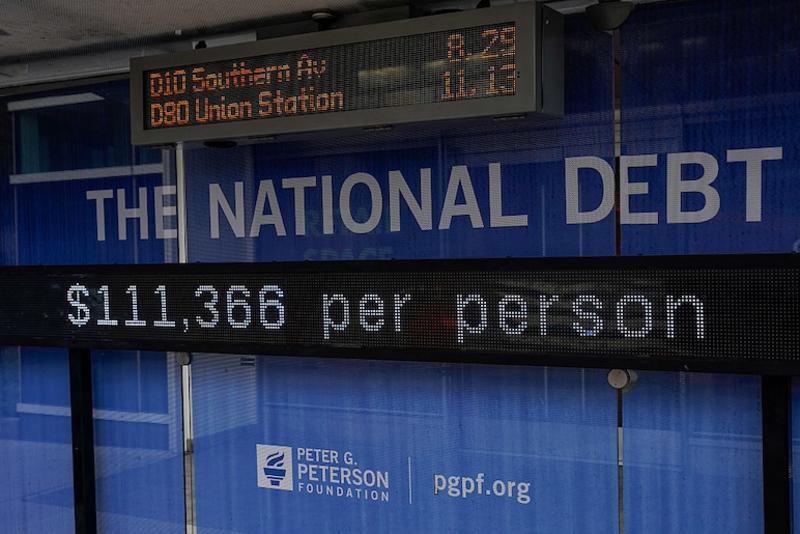 D10 Southern Av 8.29
D80 Union Station 11.13
THE NATIONAL DEBT
SPACE
$111,366 per person
PETER G.
PETERSON
FOUNDATION
pgpf.org